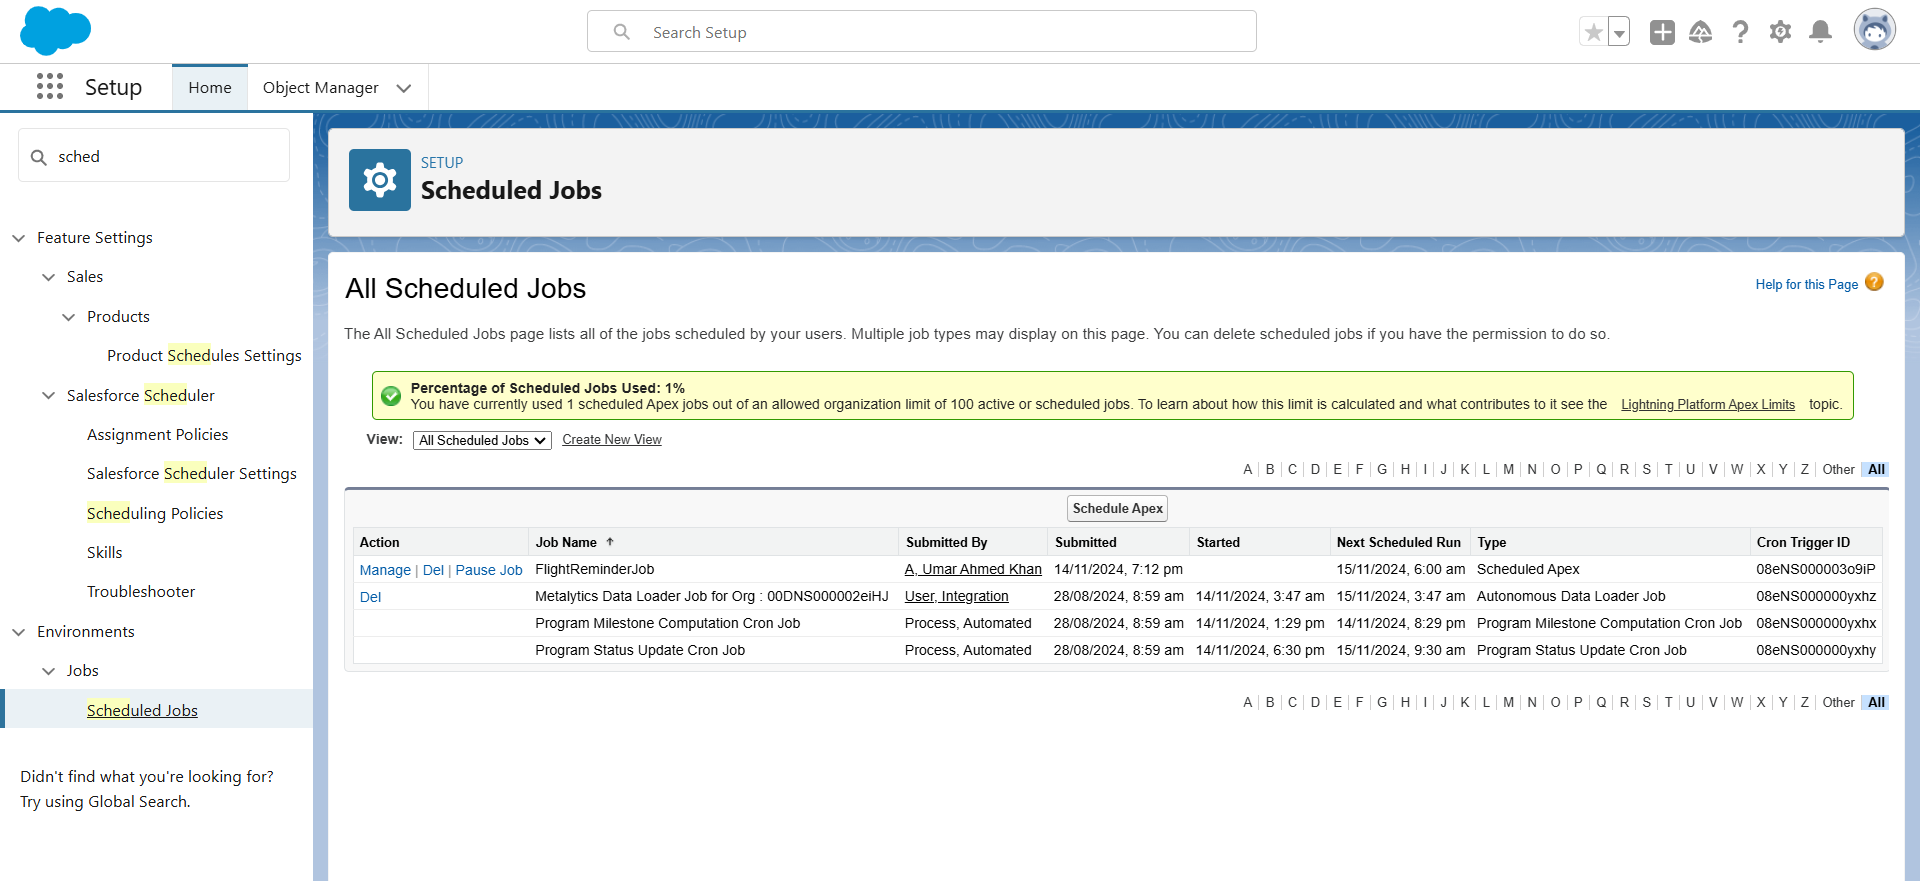 Search Setup
Setup
Home
Object Manager
sched
Feature Settings
Sales
Products
Product Schedules Settings
Salesforce Scheduler
Assignment Policies
Salesforce Scheduler Settings
Scheduling Policies
Skills
Troubleshooter
Environments
Jobs
Scheduled Jobs
Didn't find what you're looking for?
Try using Global Search.
SETUP
Scheduled Jobs
All Scheduled Jobs
Help for this Page
The All Scheduled Jobs page lists all of the jobs scheduled by your users. Multiple job types may display on this page. You can delete scheduled jobs if you have the permission to do so.
Percentage of Scheduled Jobs Used: 1%
You have currently used 1 scheduled Apex jobs out of an allowed organization limit of 100 active or scheduled jobs. To learn about how this limit is calculated and what contributes to it see the Lightning Platform Apex Limits topic.
View: All Scheduled Jobs Create New View
A | B | C | D | E | F | G | H | I | J | K | L | M | N | O | P | Q | R | S | T | U | V | W | X | Y | Z | Other | All
Schedule Apex
Action Job Name Submitted By Submitted Started Next Scheduled Run Type Cron Trigger ID
Manage | Del | Pause Job FlightReminderJob A, Umar Ahmed Khan 14/11/2024, 7:12 pm 15/11/2024, 6:00 am Scheduled Apex 08eNS000003o9iP
Del Metalytics Data Loader Job for Org : 00DNS000002eiHJ User, Integration 28/08/2024, 8:59 am 14/11/2024, 3:47 am 15/11/2024, 3:47 am Autonomous Data Loader Job 08eNS000000yxhz
Program Milestone Computation Cron Job Process, Automated 28/08/2024, 8:59 am 14/11/2024, 1:29 pm 14/11/2024, 8:29 pm Program Milestone Computation Cron Job 08eNS000000yxhx
Program Status Update Cron Job Process, Automated 28/08/2024, 8:59 am 14/11/2024, 6:30 pm 15/11/2024, 9:30 am Program Status Update Cron Job 08eNS000000yxhy
A | B | C | D | E | F | G | H | I | J | K | L | M | N | O | P | Q | R | S | T | U | V | W | X | Y | Z | Other | All